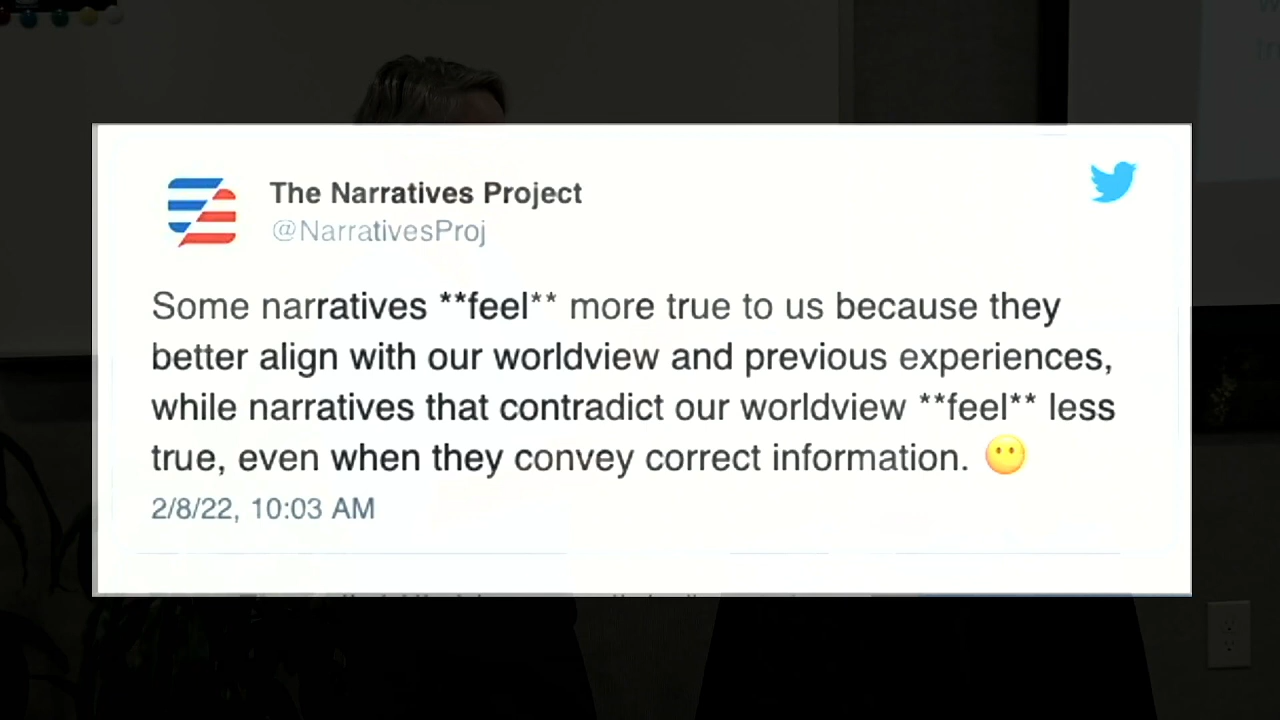 The Narratives Project
@NarrativesProj
Some narratives **feel** more true to us because they
better align with our worldview and previous experiences,
while narratives that contradict our worldview **feel** less
true, even when they convey correct information. 😶
2/8/22, 10:03 AM